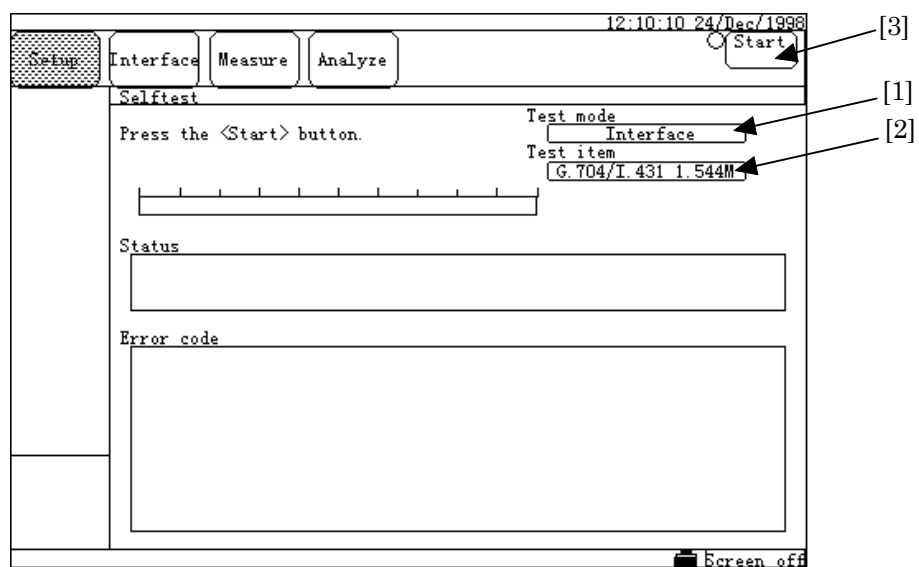 12:10:10 24/Dec/1998
Setup Interface Measure Analyze Start [3]
Selftest
Test mode [1]
Press the <Start> button. Interface
Test item [2]
G.704/I.431 1.544M
Status
Error code
Screen off